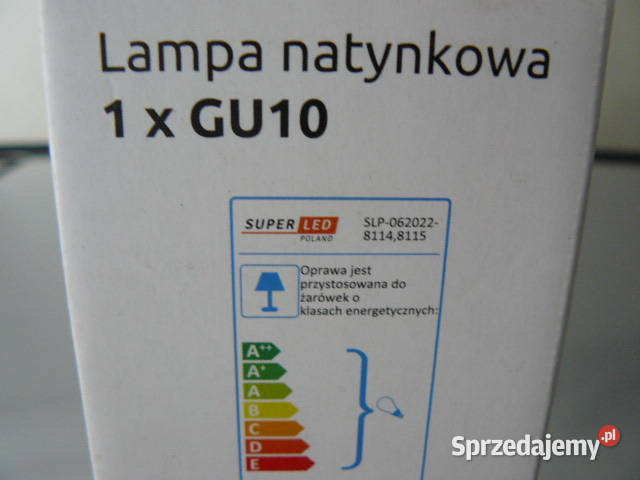 Lampa natynkowa
1 x GU10
SUPER LED
POLAND
SLP-062022-
8114,8115
Oprawa jest
przystosowana do
żarówek o
klasach energetycznych:
A++
A+
A
B
C
D
E
Sprzedajemy.pl